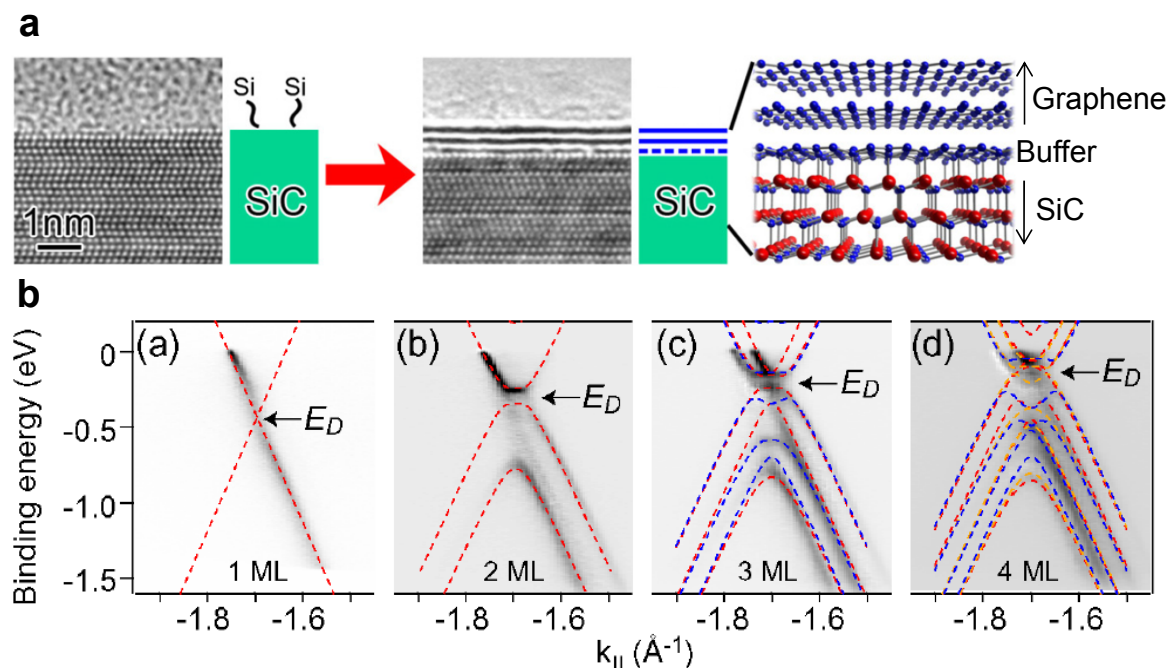 a
Si Si
SiC
1nm
SiC
Graphene
Buffer
SiC
b
(a) (b) (c) (d)
Binding energy (eV)
0
-0.5
-1.0
-1.5
E_D E_D E_D E_D
1 ML 2 ML 3 ML 4 ML
-1.8 -1.6 -1.8 -1.6 -1.8 -1.6 -1.8 -1.6
k_II (Å⁻¹)